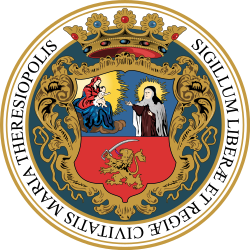 SIGILLUM LIBERÆ ET REGIÆ CIVITATIS MARIA THERESIOPOLIS